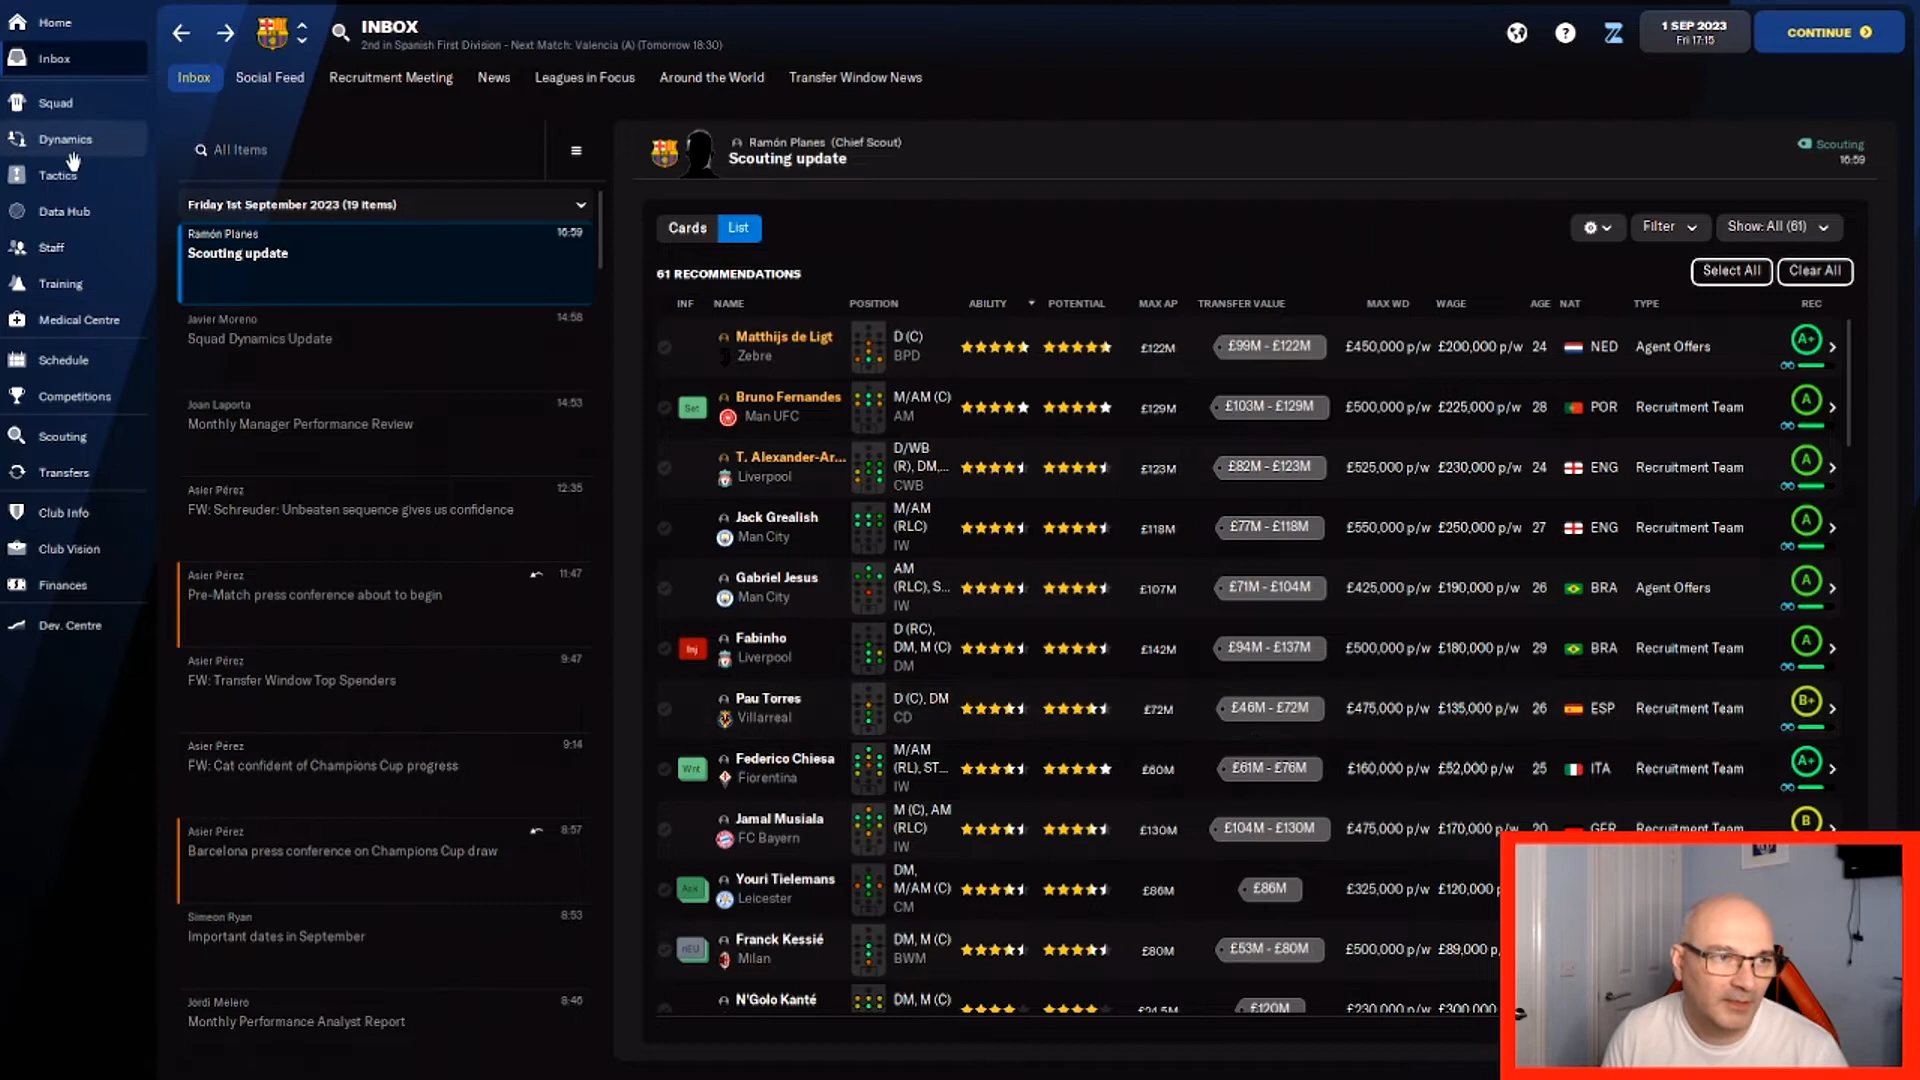 Home
Inbox
Squad
Dynamics
Tactics
Data Hub
Staff
Training
Medical Centre
Schedule
Competitions
Scouting
Transfers
Club Info
Club Vision
Finances
Dev. Centre
INBOX
2nd in Spanish First Division - Next Match: Valencia (A) (Tomorrow 18:30)
1 SEP 2023
Fri 17:15
CONTINUE
Inbox Social Feed Recruitment Meeting News Leagues in Focus Around the World Transfer Window News
All Items
Friday 1st September 2023 (19 Items)
Ramón Planes 16:59
Scouting update
Javier Moreno 14:58
Squad Dynamics Update
Joan Laporta 14:53
Monthly Manager Performance Review
Asier Pérez 12:35
FW: Schreuder: Unbeaten sequence gives us confidence
Asier Pérez 11:47
Pre-Match press conference about to begin
Asier Pérez 9:47
FW: Transfer Window Top Spenders
Asier Pérez 9:14
FW: Cat confident of Champions Cup progress
Asier Pérez 8:57
Barcelona press conference on Champions Cup draw
Simeon Ryan 8:53
Important dates in September
Jordi Melero 8:46
Monthly Performance Analyst Report
Ramón Planes (Chief Scout)
Scouting update
Scouting
16:59
Cards List
Filter Show: All (61)
61 RECOMMENDATIONS
Select All Clear All
INF NAME POSITION ABILITY POTENTIAL MAX AP TRANSFER VALUE MAX WD WAGE AGE NAT TYPE REC
Matthijs de Ligt D (C) £122M £99M - £122M £450,000 p/w £200,000 p/w 24 NED Agent Offers A+
Zebre BPD
Set Bruno Fernandes M/AM (C) £129M £103M - £129M £500,000 p/w £225,000 p/w 28 POR Recruitment Team A
Man UFC AM
T. Alexander-Ar... D/WB (R), DM,... £123M £82M - £123M £525,000 p/w £230,000 p/w 24 ENG Recruitment Team A
Liverpool CWB
Jack Grealish M/AM (RLC) £118M £77M - £118M £550,000 p/w £250,000 p/w 27 ENG Recruitment Team A
Man City IW
Gabriel Jesus AM (RLC), S... £107M £71M - £104M £425,000 p/w £190,000 p/w 26 BRA Agent Offers A
Man City IW
Inj Fabinho D (RC), DM, M (C) £142M £94M - £137M £500,000 p/w £180,000 p/w 29 BRA Recruitment Team A
Liverpool DM
Pau Torres D (C), DM £72M £46M - £72M £475,000 p/w £135,000 p/w 26 ESP Recruitment Team B+
Villarreal CD
Wnt Federico Chiesa M/AM (RL), ST... £80M £61M - £76M £160,000 p/w £52,000 p/w 25 ITA Recruitment Team A+
Fiorentina IW
Jamal Musiala M (C), AM (RLC) £130M £104M - £130M £475,000 p/w £170,000 p/w 20 GER Recruitment Team B
FC Bayern IW
Youri Tielemans DM, M/AM (C) £86M £86M £325,000 p/w £120,000
Leicester CM
nEU Franck Kessié DM, M (C) £80M £53M - £80M £500,000 p/w £89,000 p/
Milan BWM
N'Golo Kanté DM, M (C) £120M £230,000 p/w £300,000